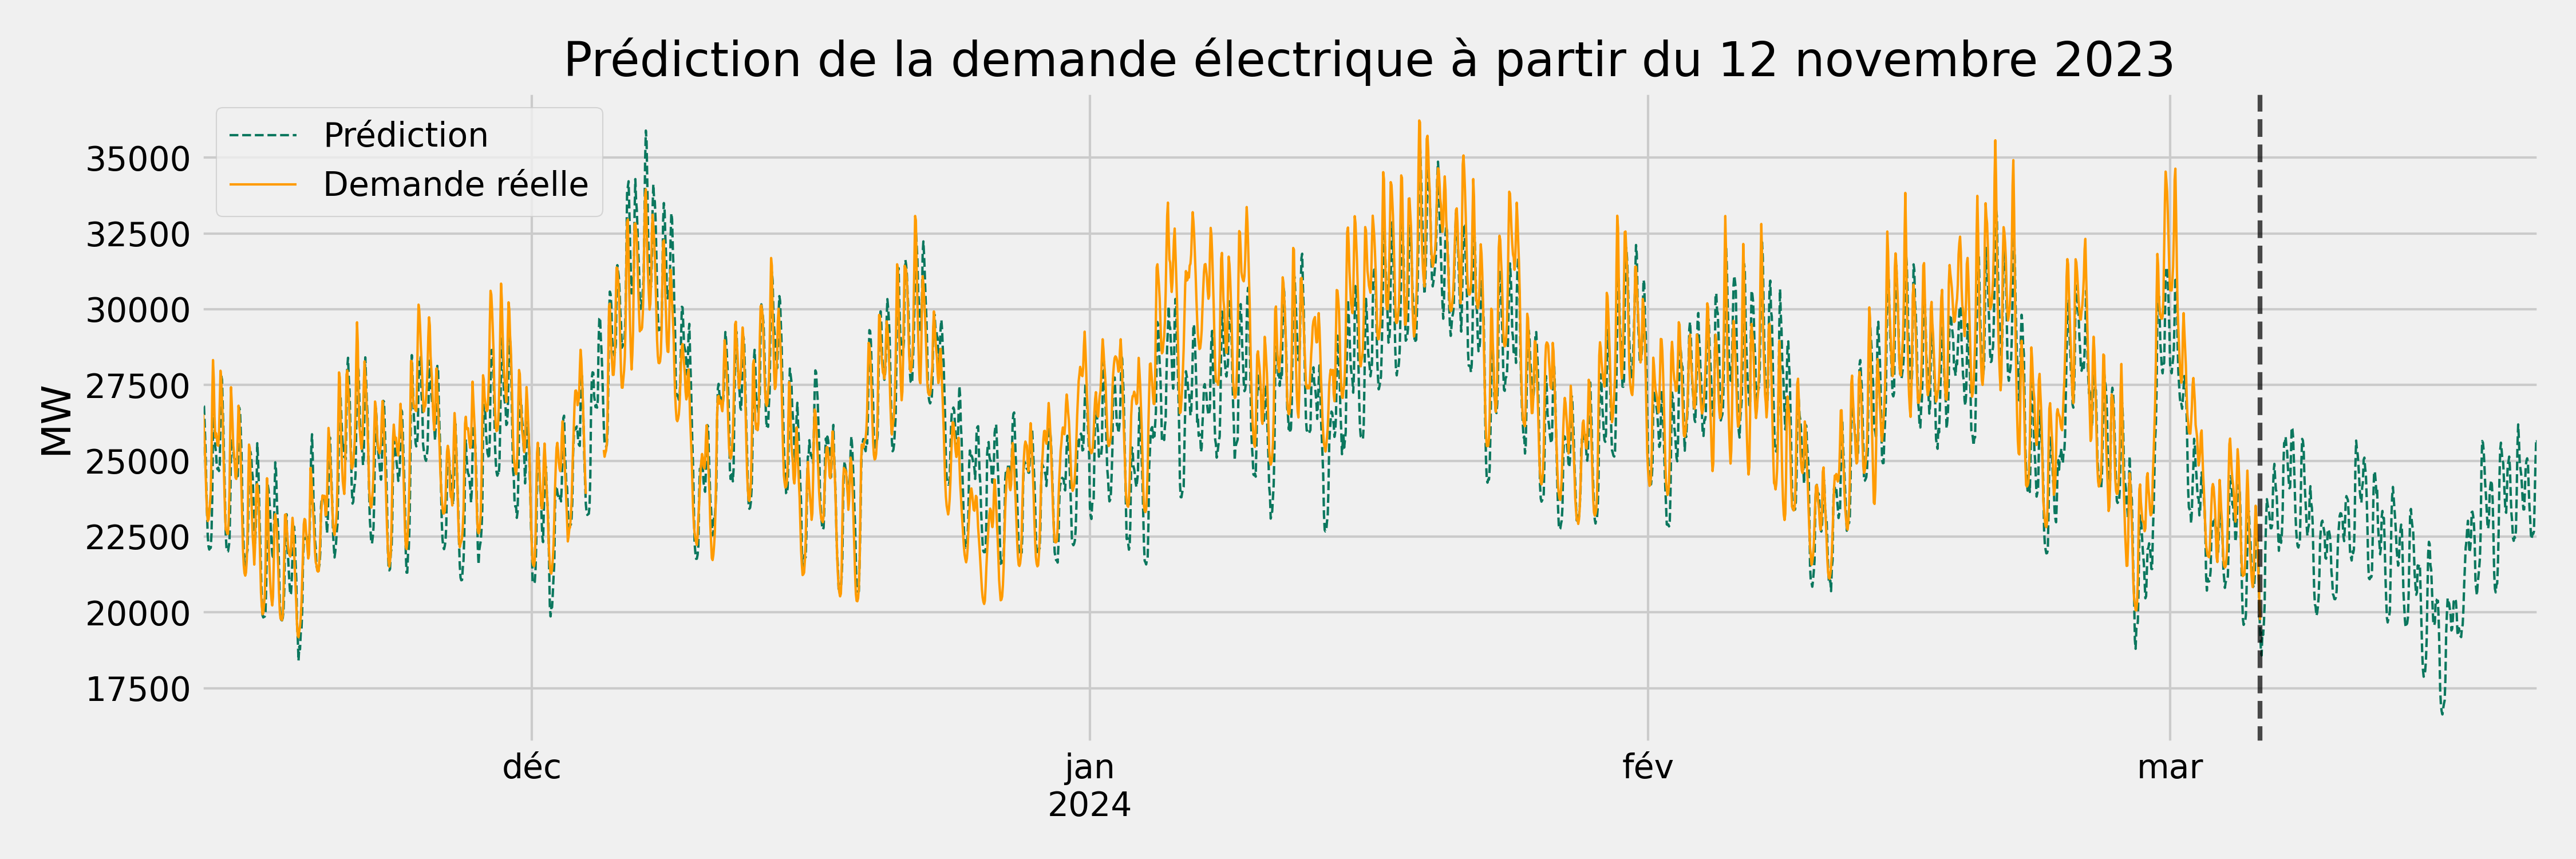 Prédiction de la demande électrique à partir du 12 novembre 2023
Prédiction
Demande réelle
MW
35000
32500
30000
27500
25000
22500
20000
17500
déc
jan
2024
fév
mar